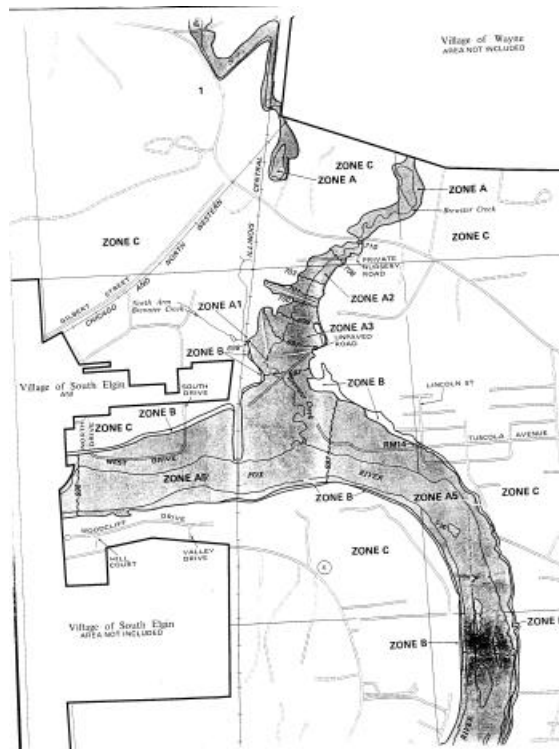 Village of Wayne
AREA NOT INCLUDED
1
ZONE C
ZONE A
ZONE A
Brewster Creek
ZONE C
ZONE C
ILLINOIS CENTRAL
GILBERT STREET
CHICAGO AND NORTH WESTERN
710
PRIVATE
NURSERY
ROAD
ZONE A2
North Arm
Brewster Creek
ZONE A1
ZONE A3
UNPAVED
ROAD
ZONE B
Village of South Elgin
SOUTH
DRIVE
ZONE B
LINCOLN ST
ZONE B
ZONE C
NORTH
DRIVE
WEST DRIVE
RM14
TUSCOLA AVENUE
ZONE A5
FOX
RIVER
ZONE A5
ZONE C
ZONE B
WOODCLIFF DRIVE
HILL
COURT
VALLEY
DRIVE
ZONE C
Village of South Elgin
AREA NOT INCLUDED
ZONE B
ZONE
RIVER